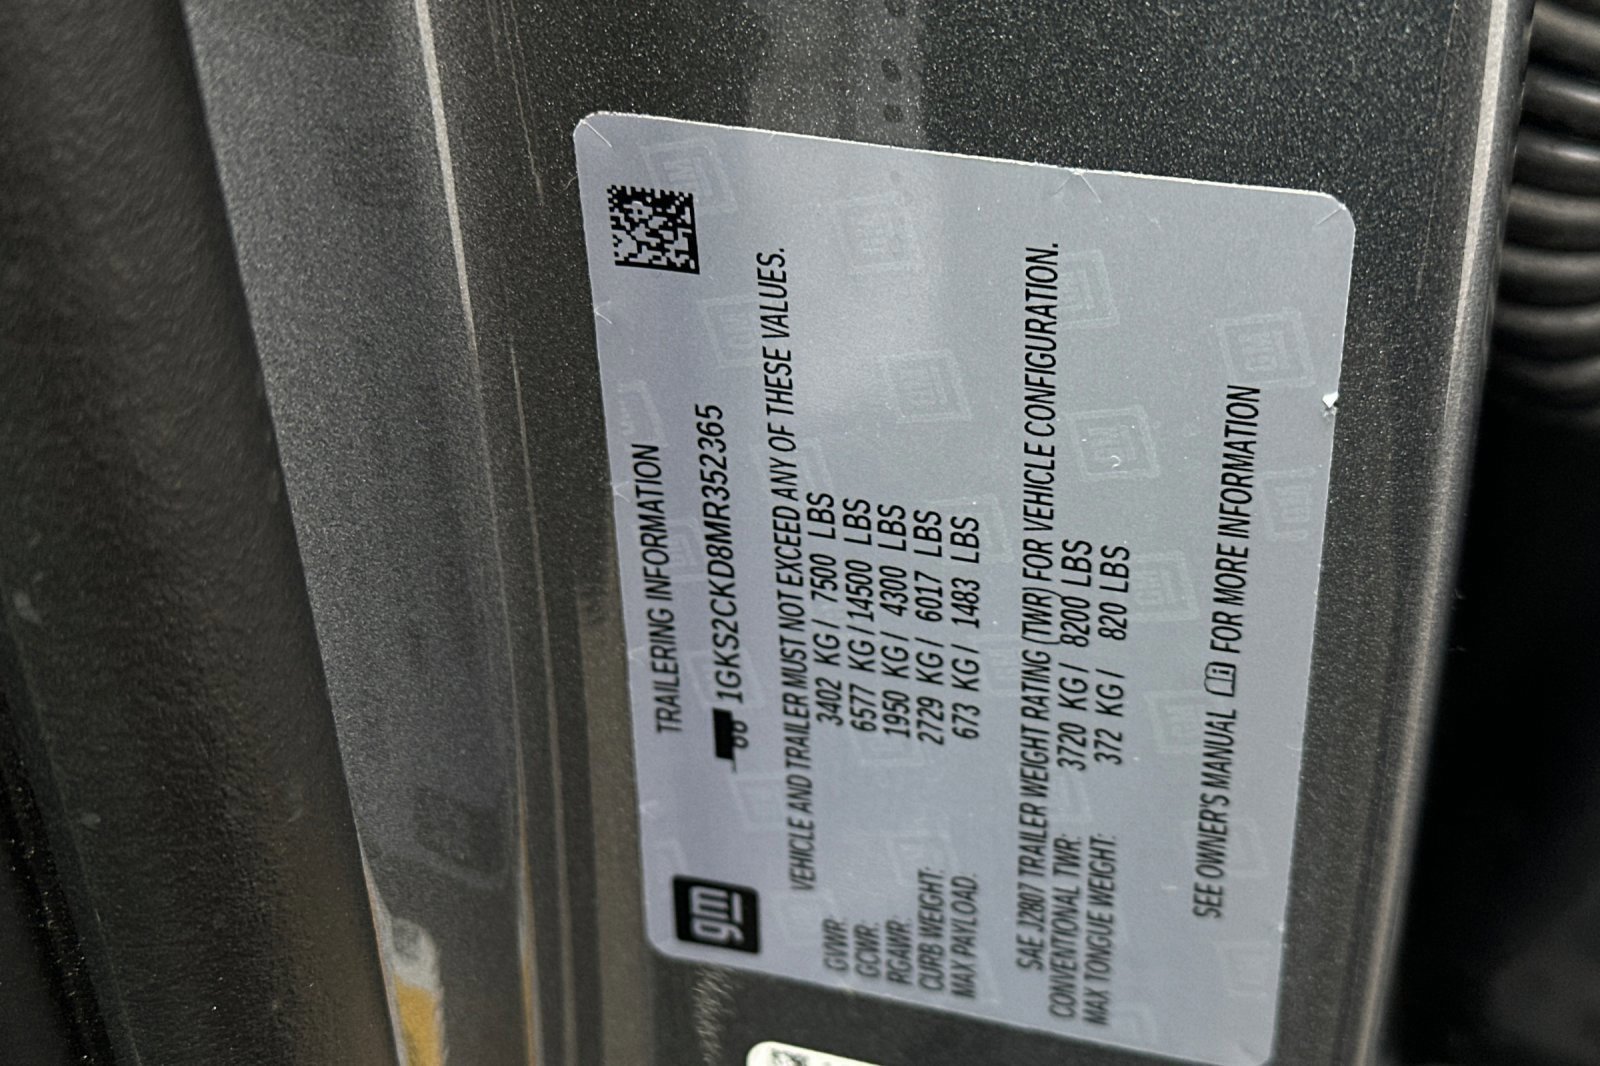 gm
TRAILERING INFORMATION
1GKS2CKD8MR352365
VEHICLE AND TRAILER MUST NOT EXCEED ANY OF THESE VALUES.
GVWR: 3402 KG / 7500 LBS
GCWR: 6577 KG / 14500 LBS
RGAWR: 1950 KG / 4300 LBS
CURB WEIGHT: 2729 KG / 6017 LBS
MAX PAYLOAD: 673 KG / 1483 LBS
SAE J2807 TRAILER WEIGHT RATING (TWR) FOR VEHICLE CONFIGURATION.
CONVENTIONAL TWR: 3720 KG / 8200 LBS
MAX TONGUE WEIGHT: 372 KG / 820 LBS
SEE OWNER'S MANUAL FOR MORE INFORMATION